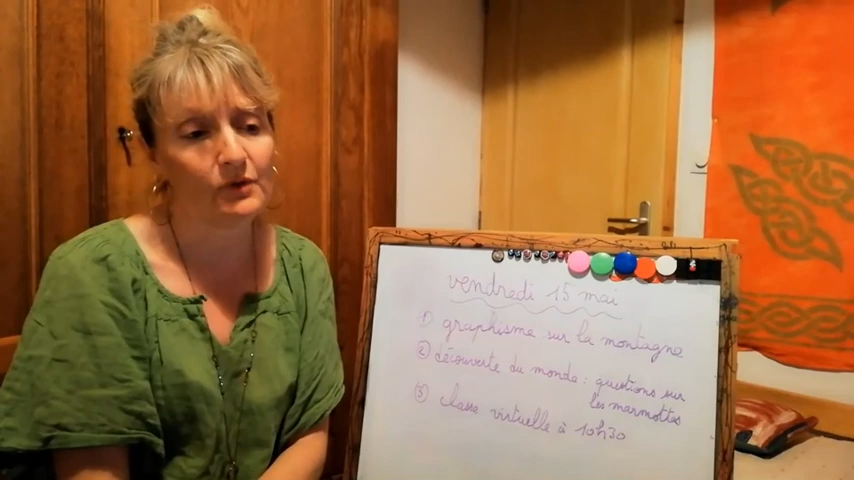 vendredi 15 mai
1) graphisme sur la montagne
2 découverte du monde : questions sur
les marmottes
3 classe virtuelle à 10h30